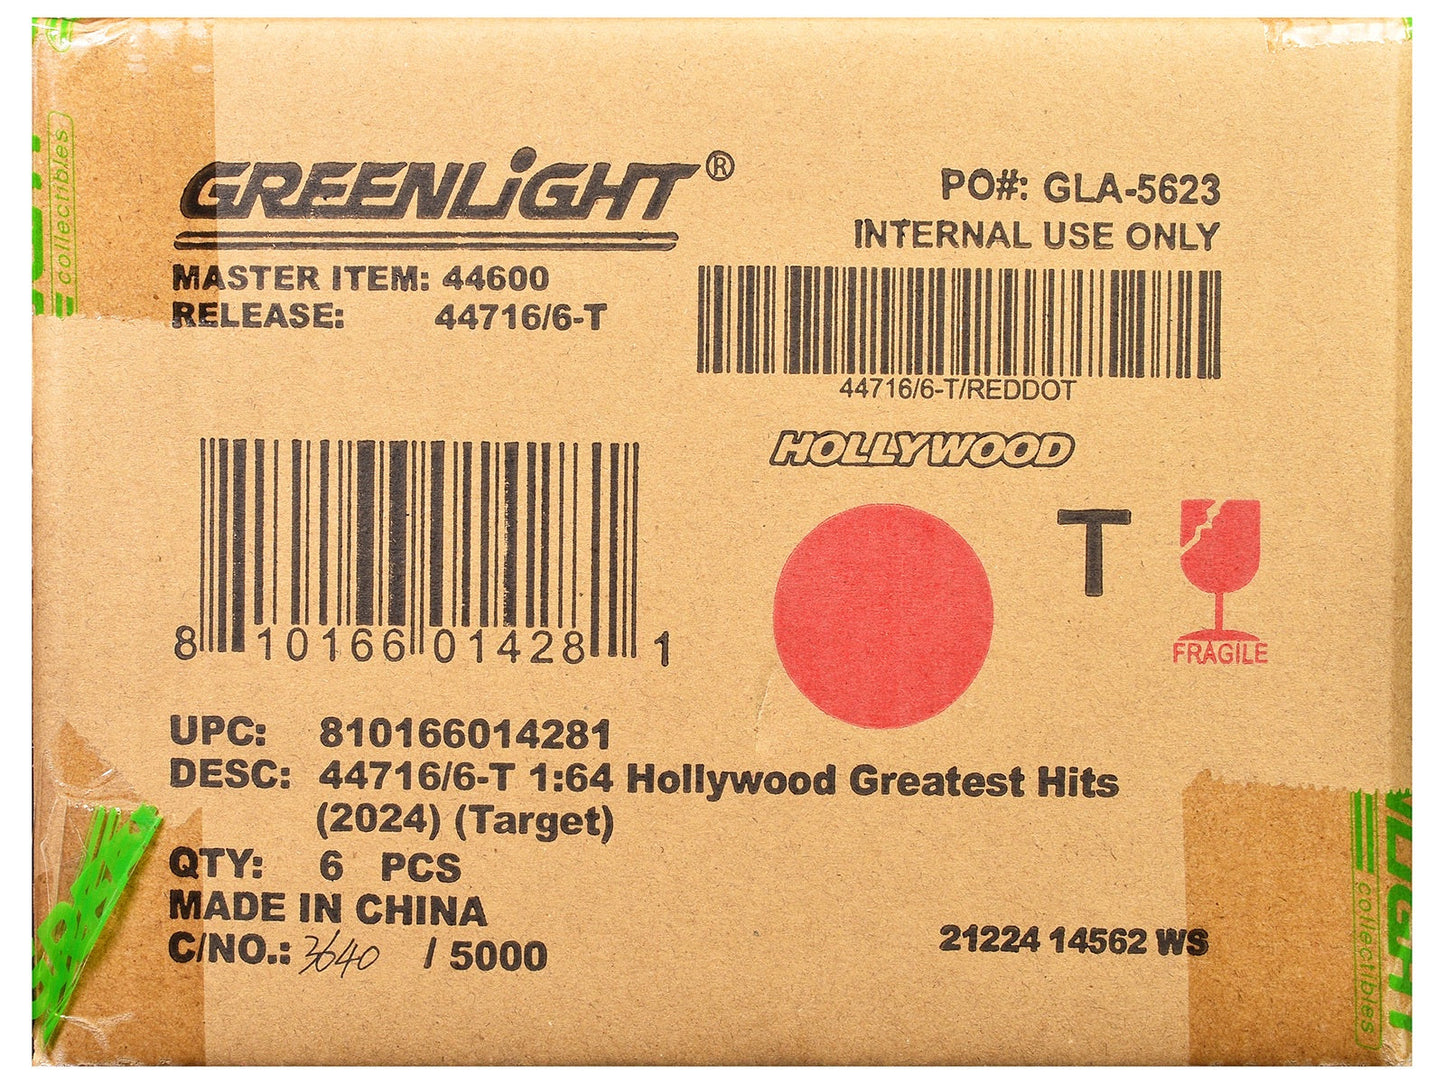 GREENLiGHT®
MASTER ITEM: 44600
RELEASE: 44716/6-T
PO#: GLA-5623
INTERNAL USE ONLY
44716/6-T/REDDOT
HOLLYWOOD
T
FRAGILE
8 10166 01428 1
UPC: 810166014281
DESC: 44716/6-T 1:64 Hollywood Greatest Hits
(2024) (Target)
QTY: 6 PCS
MADE IN CHINA
C/NO.: 3640 / 5000
21224 14562 WS
collectibles
collectibles